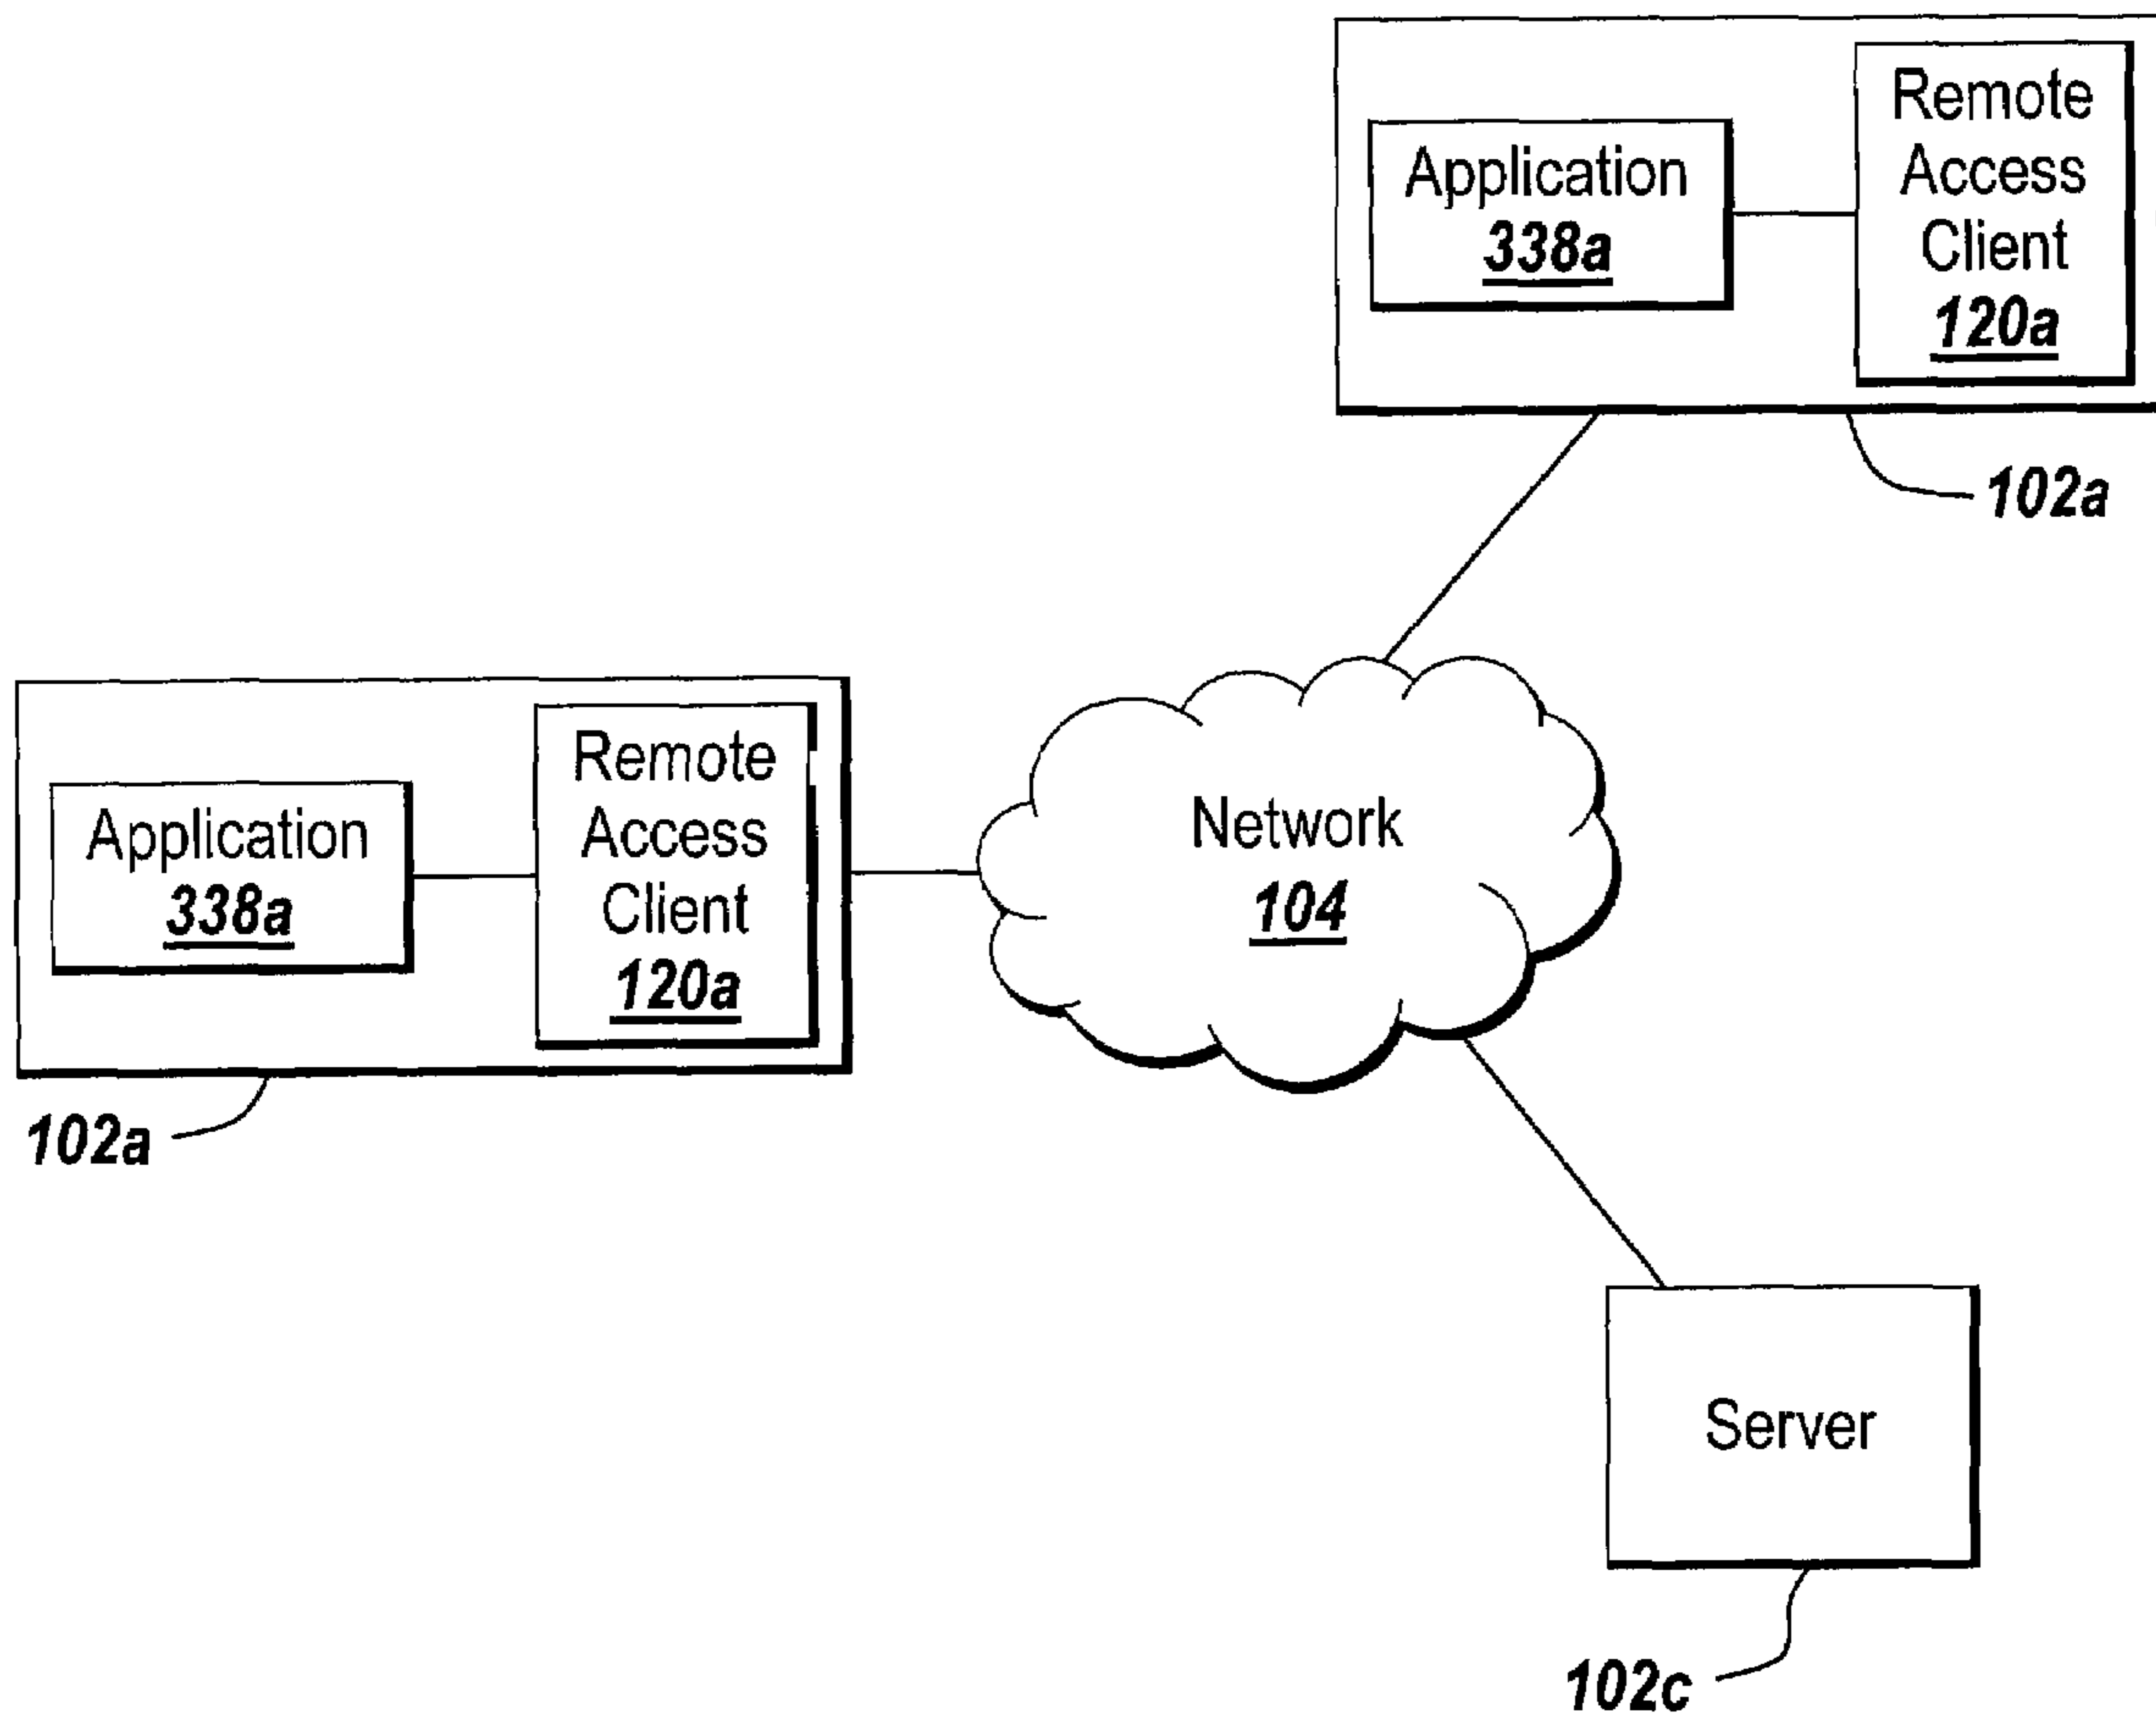 Application
338a
Remote
Access
Client
120a
102a
Application
338a
Remote
Access
Client
120a
102a
Network
104
Server
102c